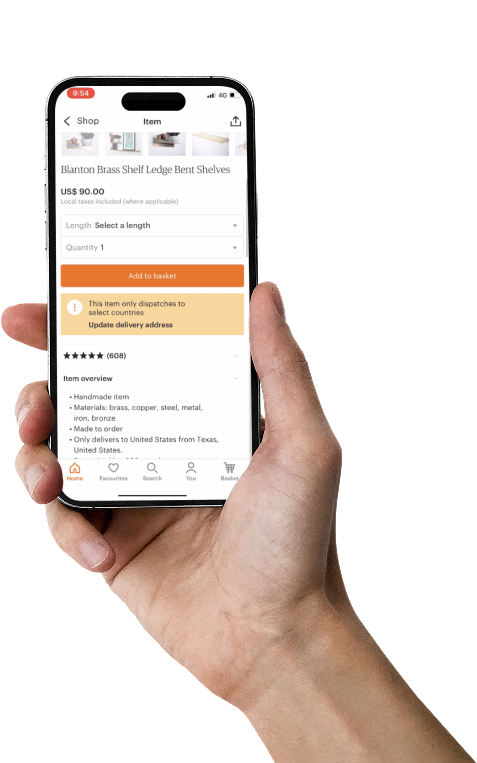 9:54
4G
Shop
Item
Blanton Brass Shelf Ledge Bent Shelves
US$ 90.00
Local taxes included (where applicable)
Length Select a length
Quantity 1
Add to basket
!
This item only dispatches to
select countries
Update delivery address
(608)
Item overview
• Handmade item
• Materials: brass, copper, steel, metal,
iron, bronze
• Made to order
• Only delivers to United States from Texas,
United States.
Home
Favourites
Search
You
Basket